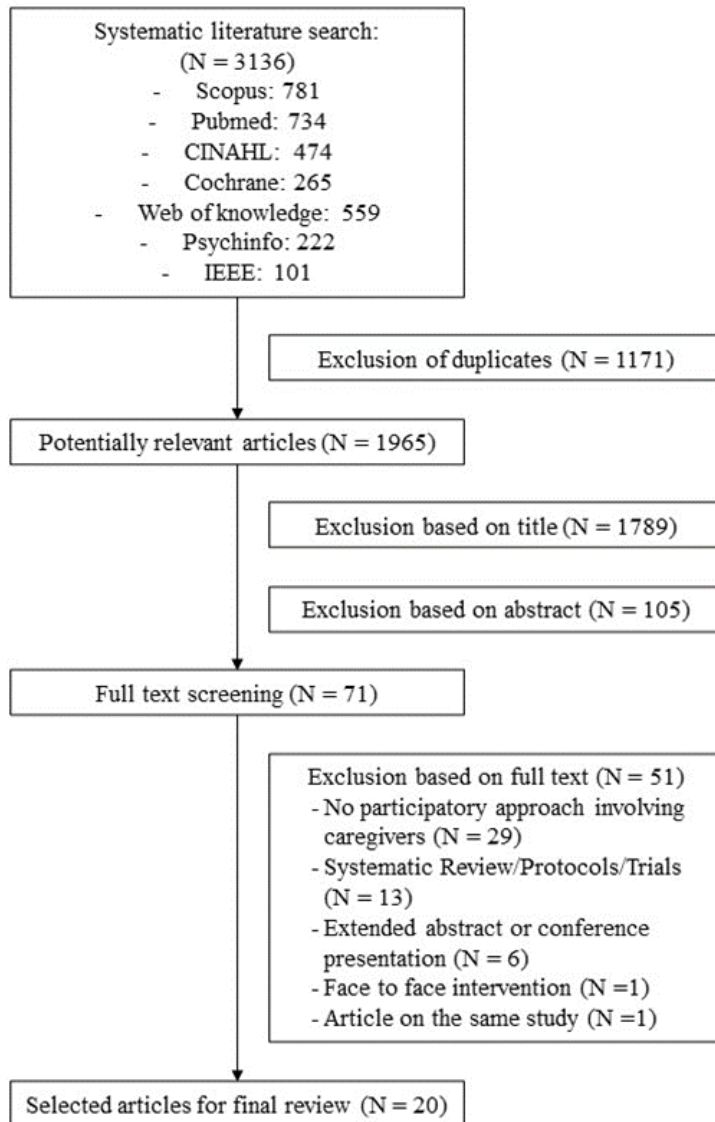 Systematic literature search:
(N = 3136)
- Scopus: 781
- Pubmed: 734
- CINAHL: 474
- Cochrane: 265
- Web of knowledge: 559
- Psychinfo: 222
- IEEE: 101
Exclusion of duplicates (N = 1171)
Potentially relevant articles (N = 1965)
Exclusion based on title (N = 1789)
Exclusion based on abstract (N = 105)
Full text screening (N = 71)
Exclusion based on full text (N = 51)
- No participatory approach involving
caregivers (N = 29)
- Systematic Review/Protocols/Trials
(N = 13)
- Extended abstract or conference
presentation (N = 6)
- Face to face intervention (N =1)
- Article on the same study (N =1)
Selected articles for final review (N = 20)